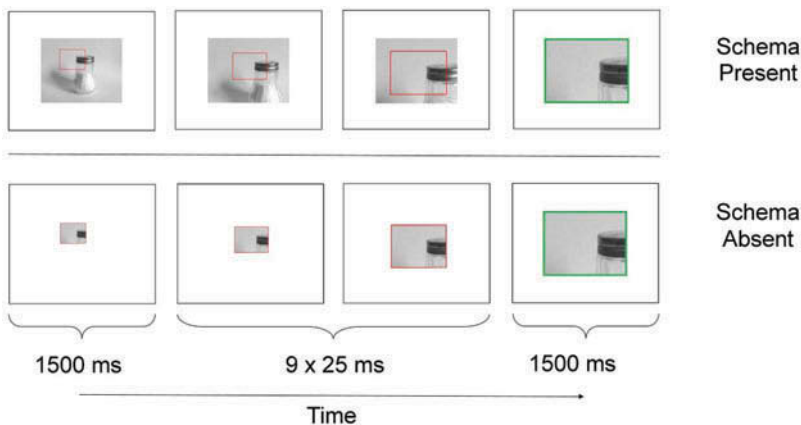 Schema
Present
Schema
Absent
1500 ms
9 x 25 ms
1500 ms
Time